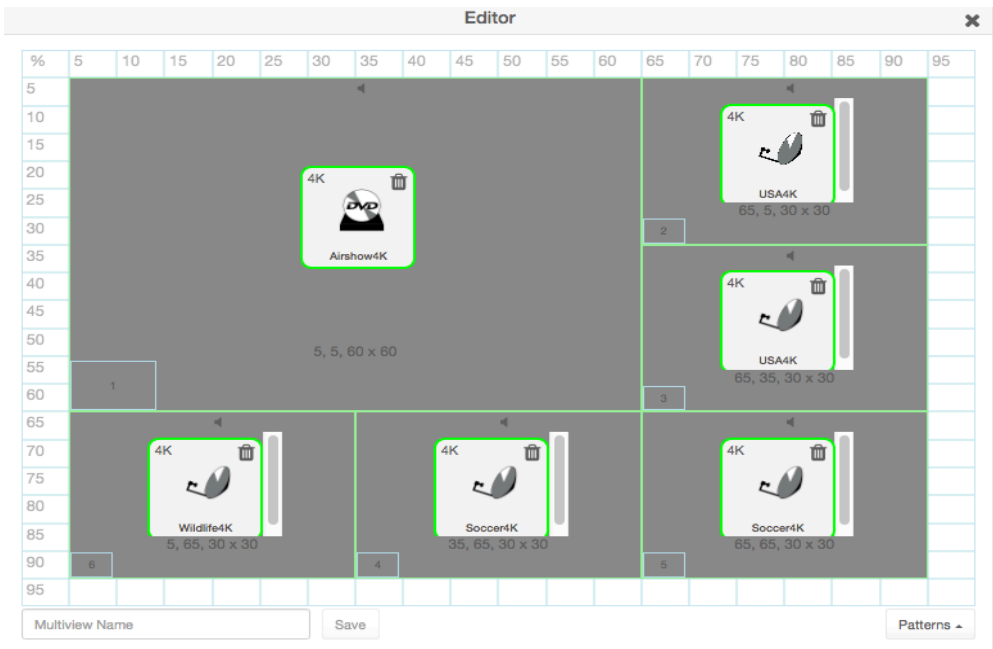 Editor
% 5 10 15 20 25 30 35 40 45 50 55 60 65 70 75 80 85 90 95
5
10
15
20
25
30
35
40
45
50
55
60
65
70
75
80
85
90
95
4K
DVD
Airshow4K
5, 5, 60 x 60
1
4K
USA4K
65, 5, 30 x 30
2
4K
USA4K
65, 35, 30 x 30
3
4K
Wildlife4K
5, 65, 30 x 30
6
4K
Soccer4K
35, 65, 30 x 30
4
4K
Soccer4K
65, 65, 30 x 30
5
Multiview Name
Save
Patterns